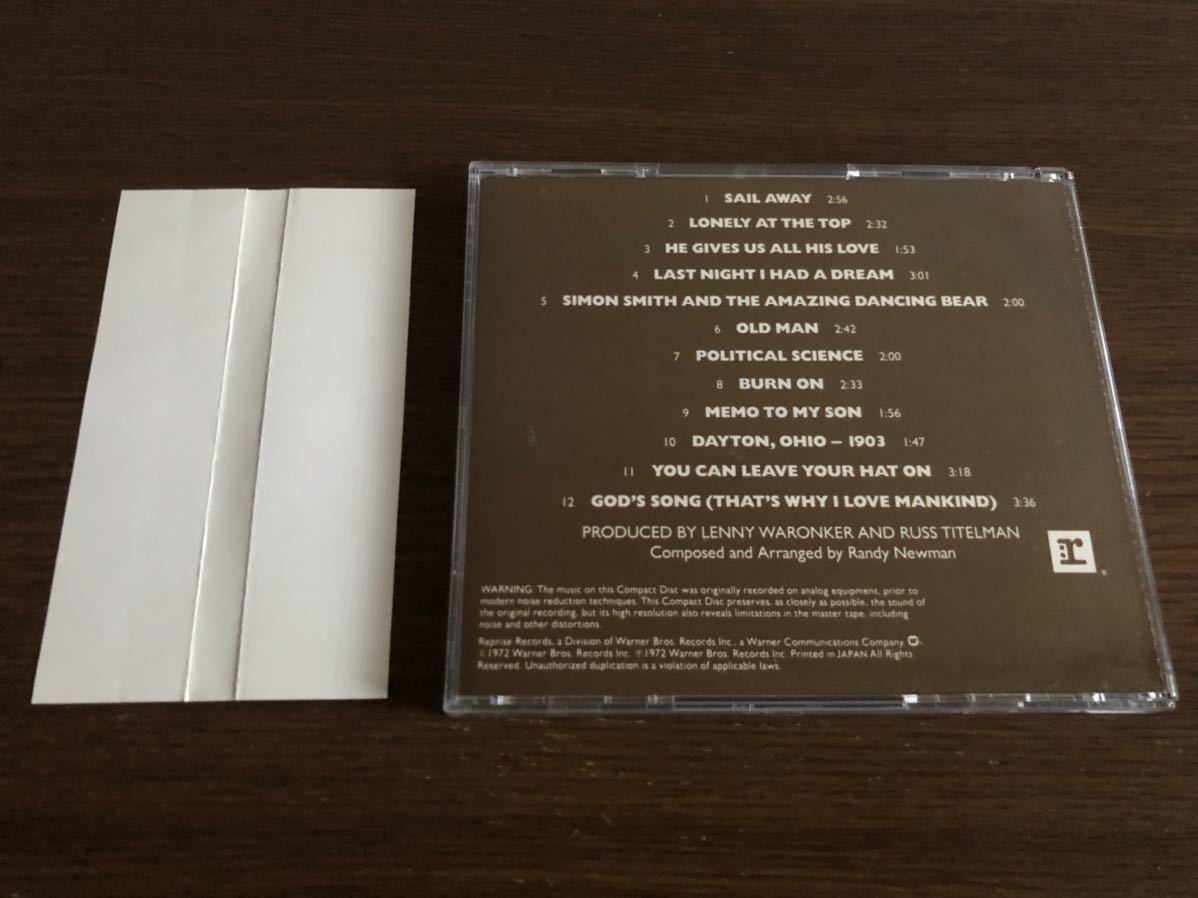 1 SAIL AWAY 2:56
2 LONELY AT THE TOP 2:32
3 HE GIVES US ALL HIS LOVE 1:53
4 LAST NIGHT I HAD A DREAM 3:01
5 SIMON SMITH AND THE AMAZING DANCING BEAR 2:00
6 OLD MAN 2:42
7 POLITICAL SCIENCE 2:00
8 BURN ON 2:33
9 MEMO TO MY SON 1:56
10 DAYTON, OHIO – 1903 1:47
11 YOU CAN LEAVE YOUR HAT ON 3:18
12 GOD'S SONG (THAT'S WHY I LOVE MANKIND) 3:36
PRODUCED BY LENNY WARONKER AND RUSS TITELMAN
Composed and Arranged by Randy Newman
:r
WARNING: The music on this Compact Disc was originally recorded on analog equipment, prior to
modern noise reduction techniques. This Compact Disc preserves, as closely as possible, the sound of
the original recording, but its high resolution also reveals limitations in the master tape, including
noise and other distortions.
Reprise Records, a Division of Warner Bros. Records Inc., a Warner Communications Company.
© 1972 Warner Bros. Records Inc. ℗ 1972 Warner Bros. Records Inc. Printed in JAPAN All Rights
Reserved. Unauthorized duplication is a violation of applicable laws.